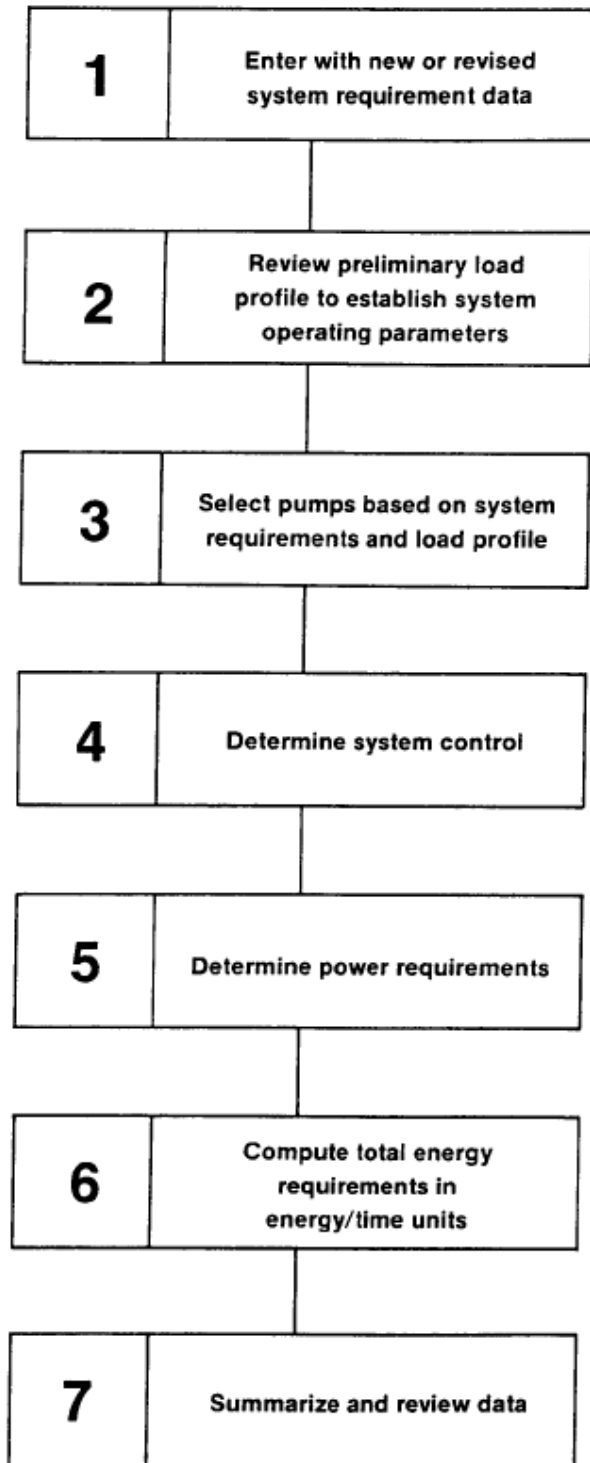 1
Enter with new or revised
system requirement data
2
Review preliminary load
profile to establish system
operating parameters
3
Select pumps based on system
requirements and load profile
4
Determine system control
5
Determine power requirements
6
Compute total energy
requirements in
energy/time units
7
Summarize and review data